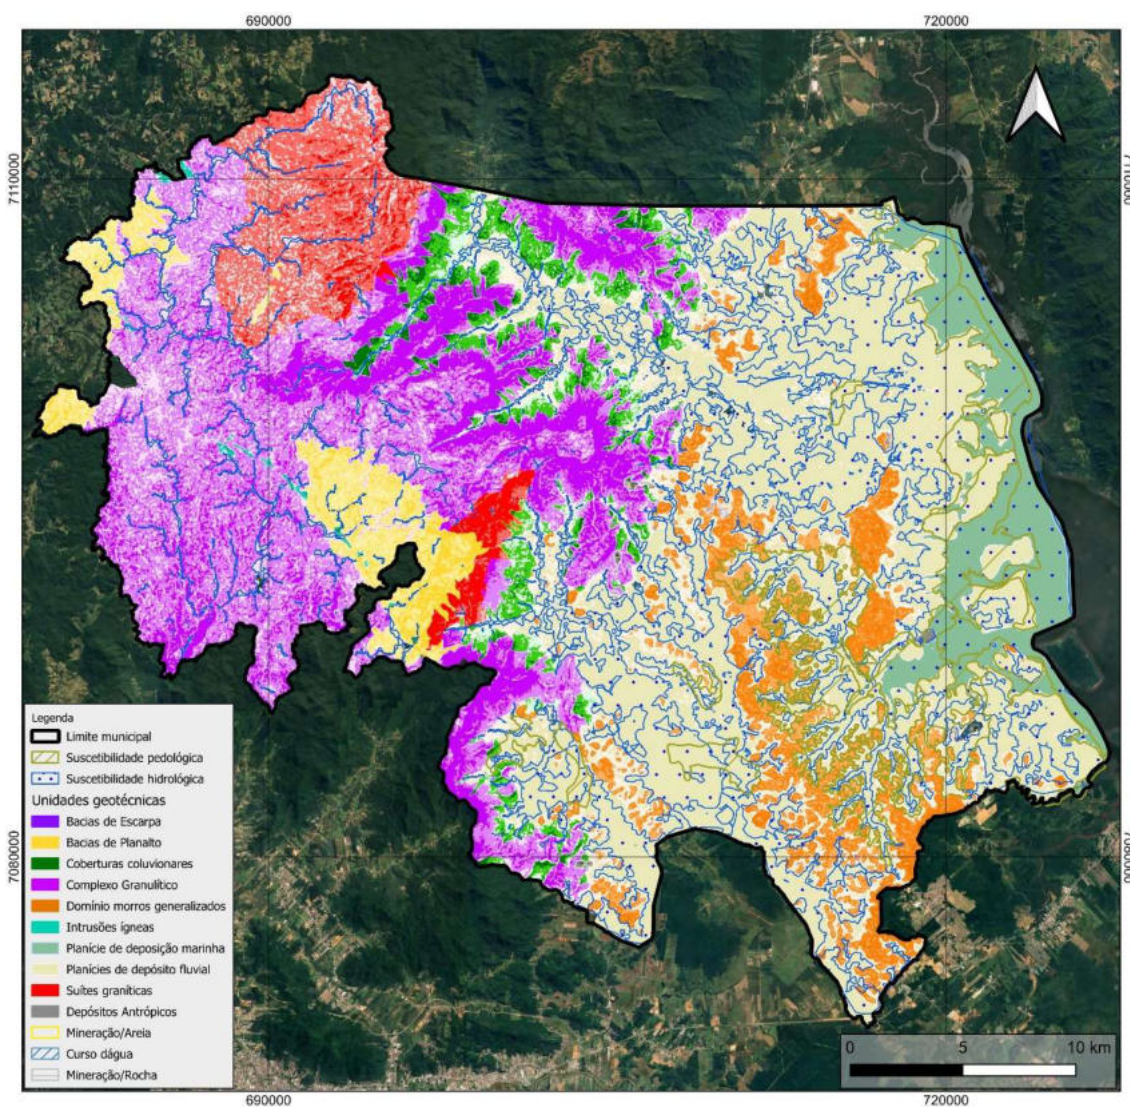 690000
720000
7110000
7110000
Legenda
Limite municipal
Suscetibilidade pedológica
Suscetibilidade hidrológica
Unidades geotécnicas
Bacias de Escarpa
Bacias de Planalto
Coberturas coluvionares
Complexo Granulítico
Domínio morros generalizados
Intrusões ígneas
Planície de deposição marinha
Planícies de depósito fluvial
Suítes graníticas
Depósitos Antrópicos
Mineração/Areia
Curso dágua
Mineração/Rocha
7080000
7080000
0 5 10 km
690000
720000